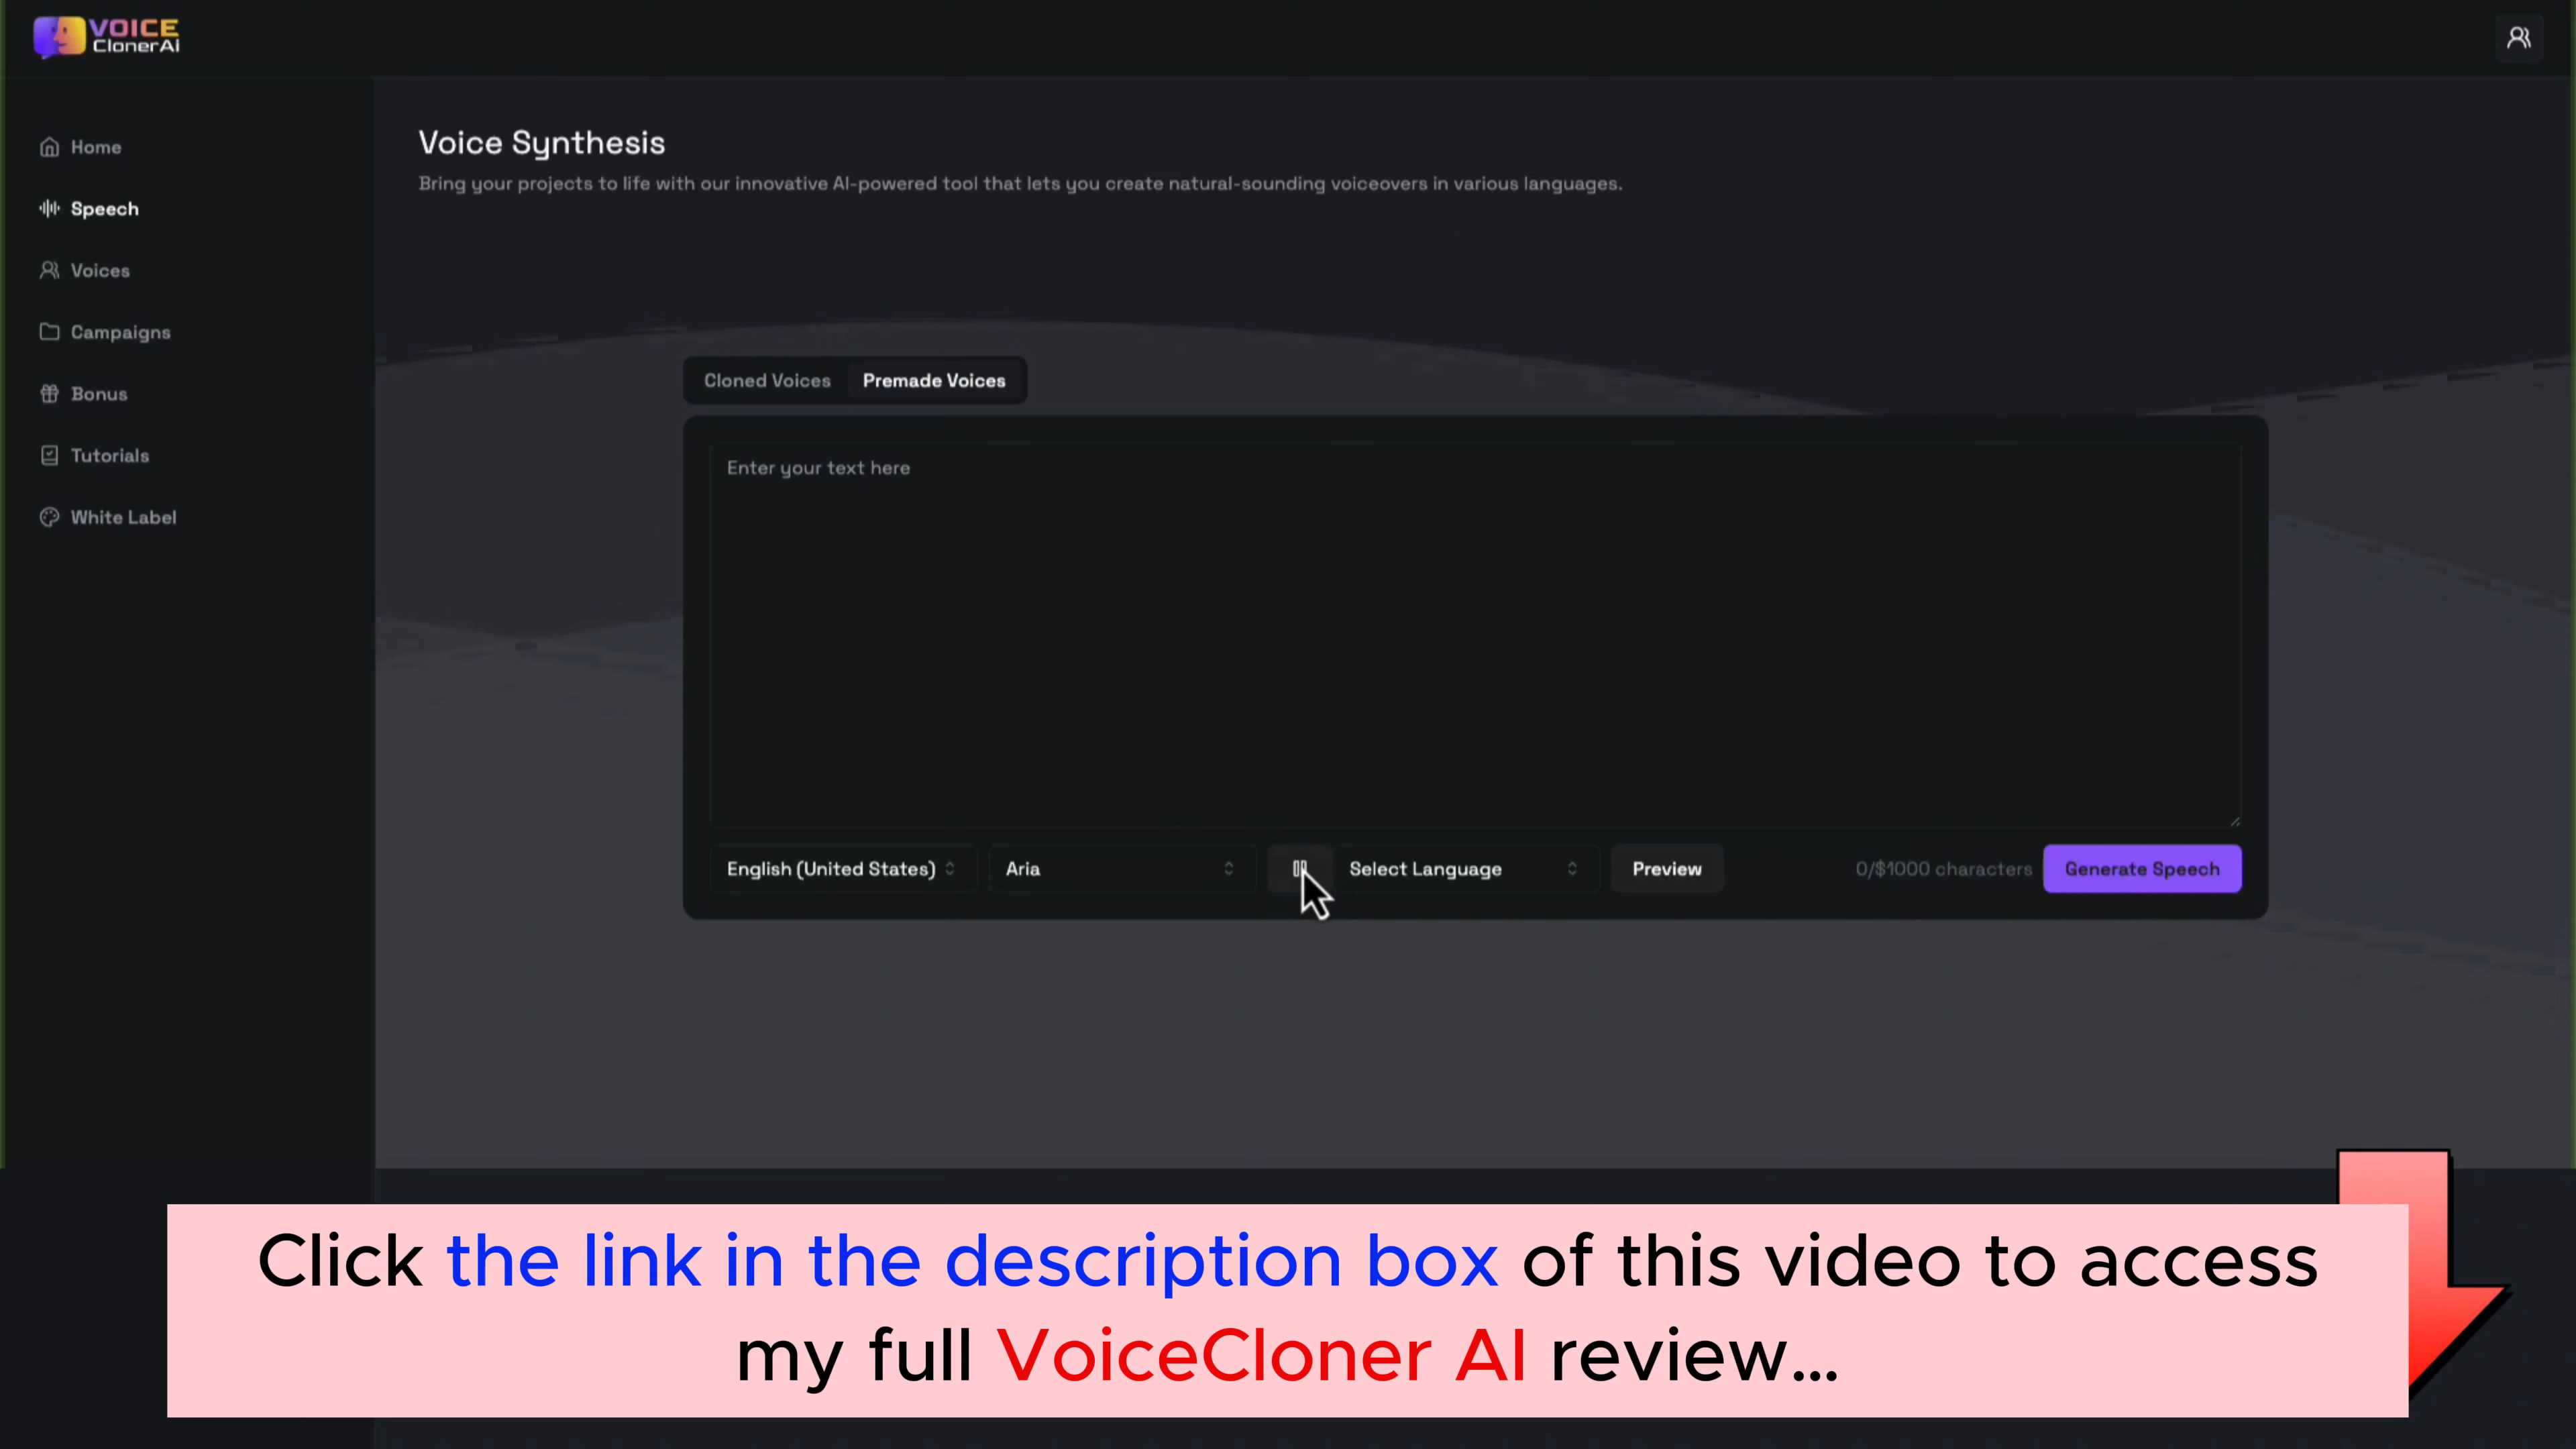 VOICE
ClonerAi
Home
Speech
Voices
Campaigns
Bonus
Tutorials
White Label
Voice Synthesis
Bring your projects to life with our innovative AI-powered tool that lets you create natural-sounding voiceovers in various languages.
Cloned Voices Premade Voices
Enter your text here
English (United States) Aria Select Language Preview 0/$1000 characters Generate Speech
Click the link in the description box of this video to access
my full VoiceCloner AI review...